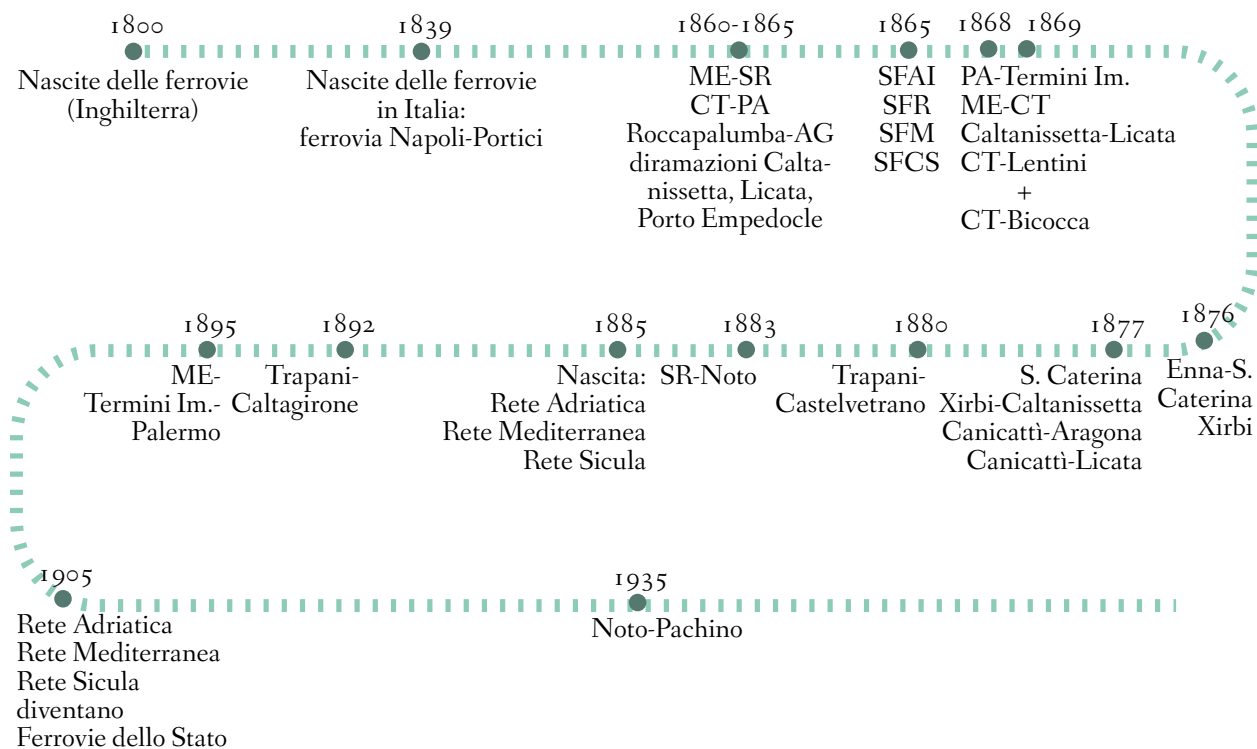 1800
Nascite delle ferrovie
(Inghilterra)
1839
Nascite delle ferrovie
in Italia:
ferrovia Napoli-Portici
1860-1865
ME-SR
CT-PA
Roccapalumba-AG
diramazioni Calta-
nissetta, Licata,
Porto Empedocle
1865
SFAI
SFR
SFM
SFCS
1868
1869
PA-Termini Im.
ME-CT
Caltanissetta-Licata
CT-Lentini
+
CT-Bicocca
1876
Enna-S.
Caterina
Xirbi
1877
S. Caterina
Xirbi-Caltanissetta
Canicattì-Aragona
Canicattì-Licata
1880
Trapani-
Castelvetrano
1883
SR-Noto
1885
Nascita:
Rete Adriatica
Rete Mediterranea
Rete Sicula
1892
Trapani-
Caltagirone
1895
ME-
Termini Im.-
Palermo
1905
Rete Adriatica
Rete Mediterranea
Rete Sicula
diventano
Ferrovie dello Stato
1935
Noto-Pachino